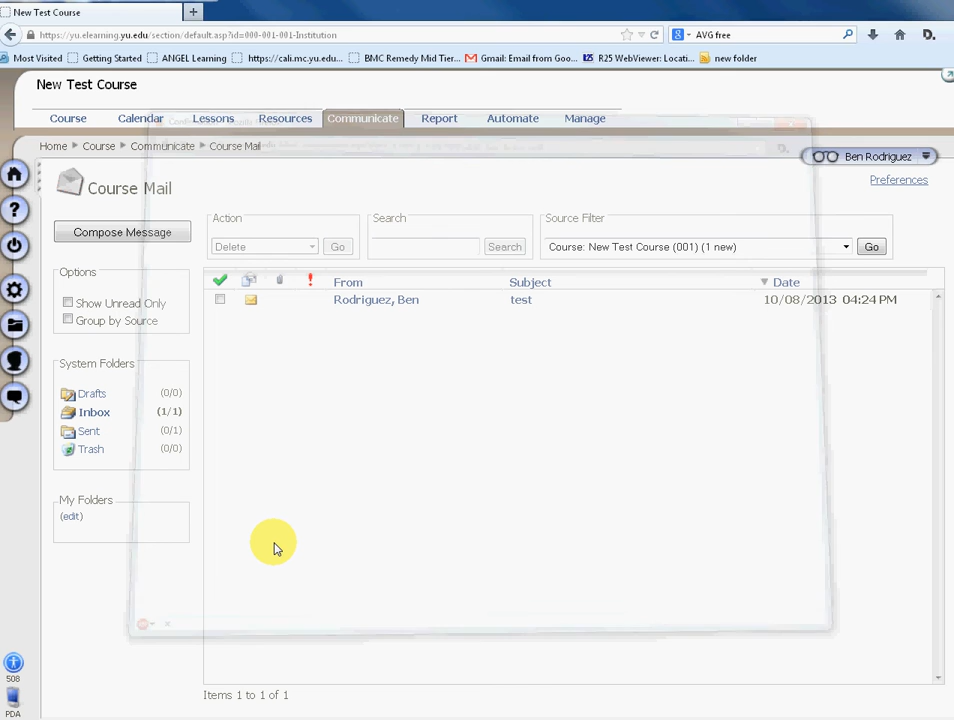 New Test Course
+
https://yu.elearning.yu.edu/section/default.asp?id=000-001-001-Institution
AVG free
Most Visited Getting Started ANGEL Learning https://cali.mc.yu.edu... BMC Remedy Mid Tier... Gmail: Email from Goo... R25 WebViewer: Locati... new folder
New Test Course
Course Calendar Lessons Resources Communicate Report Automate Manage
Home Course Communicate Course Mail
Ben Rodriguez
Course Mail
Preferences
Compose Message
Action
Delete
Go
Search
Search
Source Filter
Course: New Test Course (001) (1 new)
Go
Options
Show Unread Only
Group by Source
! From Subject Date
Rodriguez, Ben test 10/08/2013 04:24 PM
System Folders
Drafts (0/0)
Inbox (1/1)
Sent (0/1)
Trash (0/0)
My Folders
(edit)
Items 1 to 1 of 1
508
PDA